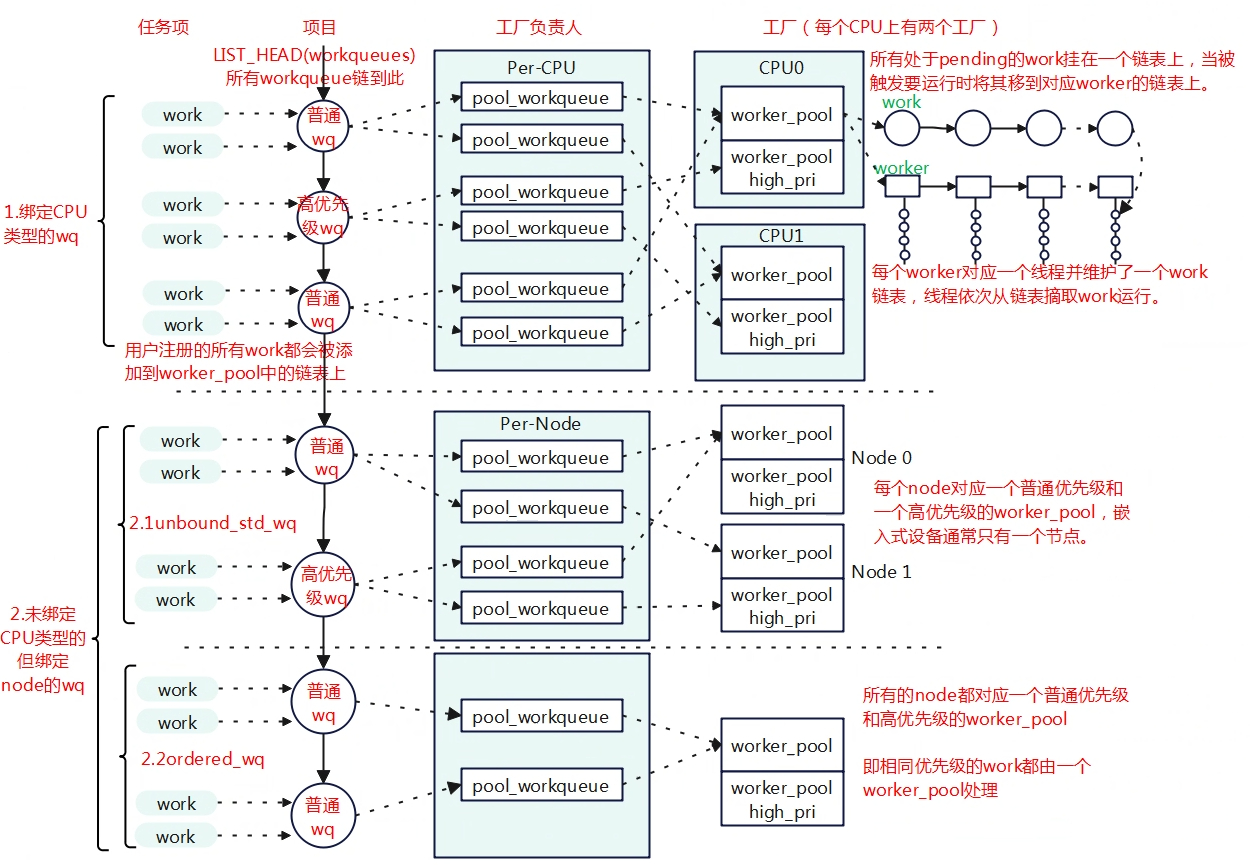 任务项
项目
工厂负责人
工厂（每个CPU上有两个工厂）
LIST_HEAD(workqueues)
所有workqueue链到此
1.绑定CPU
类型的wq
work
work
work
work
work
work
普通
wq
高优先
级wq
普通
wq
用户注册的所有work都会被添
加到worker_pool中的链表上
Per-CPU
pool_workqueue
pool_workqueue
pool_workqueue
pool_workqueue
pool_workqueue
pool_workqueue
CPU0
worker_pool
worker_pool
high_pri
CPU1
worker_pool
worker_pool
high_pri
所有处于pending的work挂在一个链表上，当被
触发要运行时将其移到对应worker的链表上。
work
worker
每个worker对应一个线程并维护了一个work
链表，线程依次从链表摘取work运行。
2.未绑定
CPU类型的
但绑定
node的wq
work
work
2.1unbound_std_wq
work
work
普通
wq
高优先
级wq
Per-Node
pool_workqueue
pool_workqueue
pool_workqueue
pool_workqueue
worker_pool
worker_pool
high_pri
Node 0
worker_pool
worker_pool
high_pri
Node 1
每个node对应一个普通优先级和
一个高优先级的worker_pool，嵌
入式设备通常只有一个节点。
work
work
2.2ordered_wq
work
work
普通
wq
普通
wq
pool_workqueue
pool_workqueue
worker_pool
worker_pool
high_pri
所有的node都对应一个普通优先级
和高优先级的worker_pool
即相同优先级的work都由一个
worker_pool处理